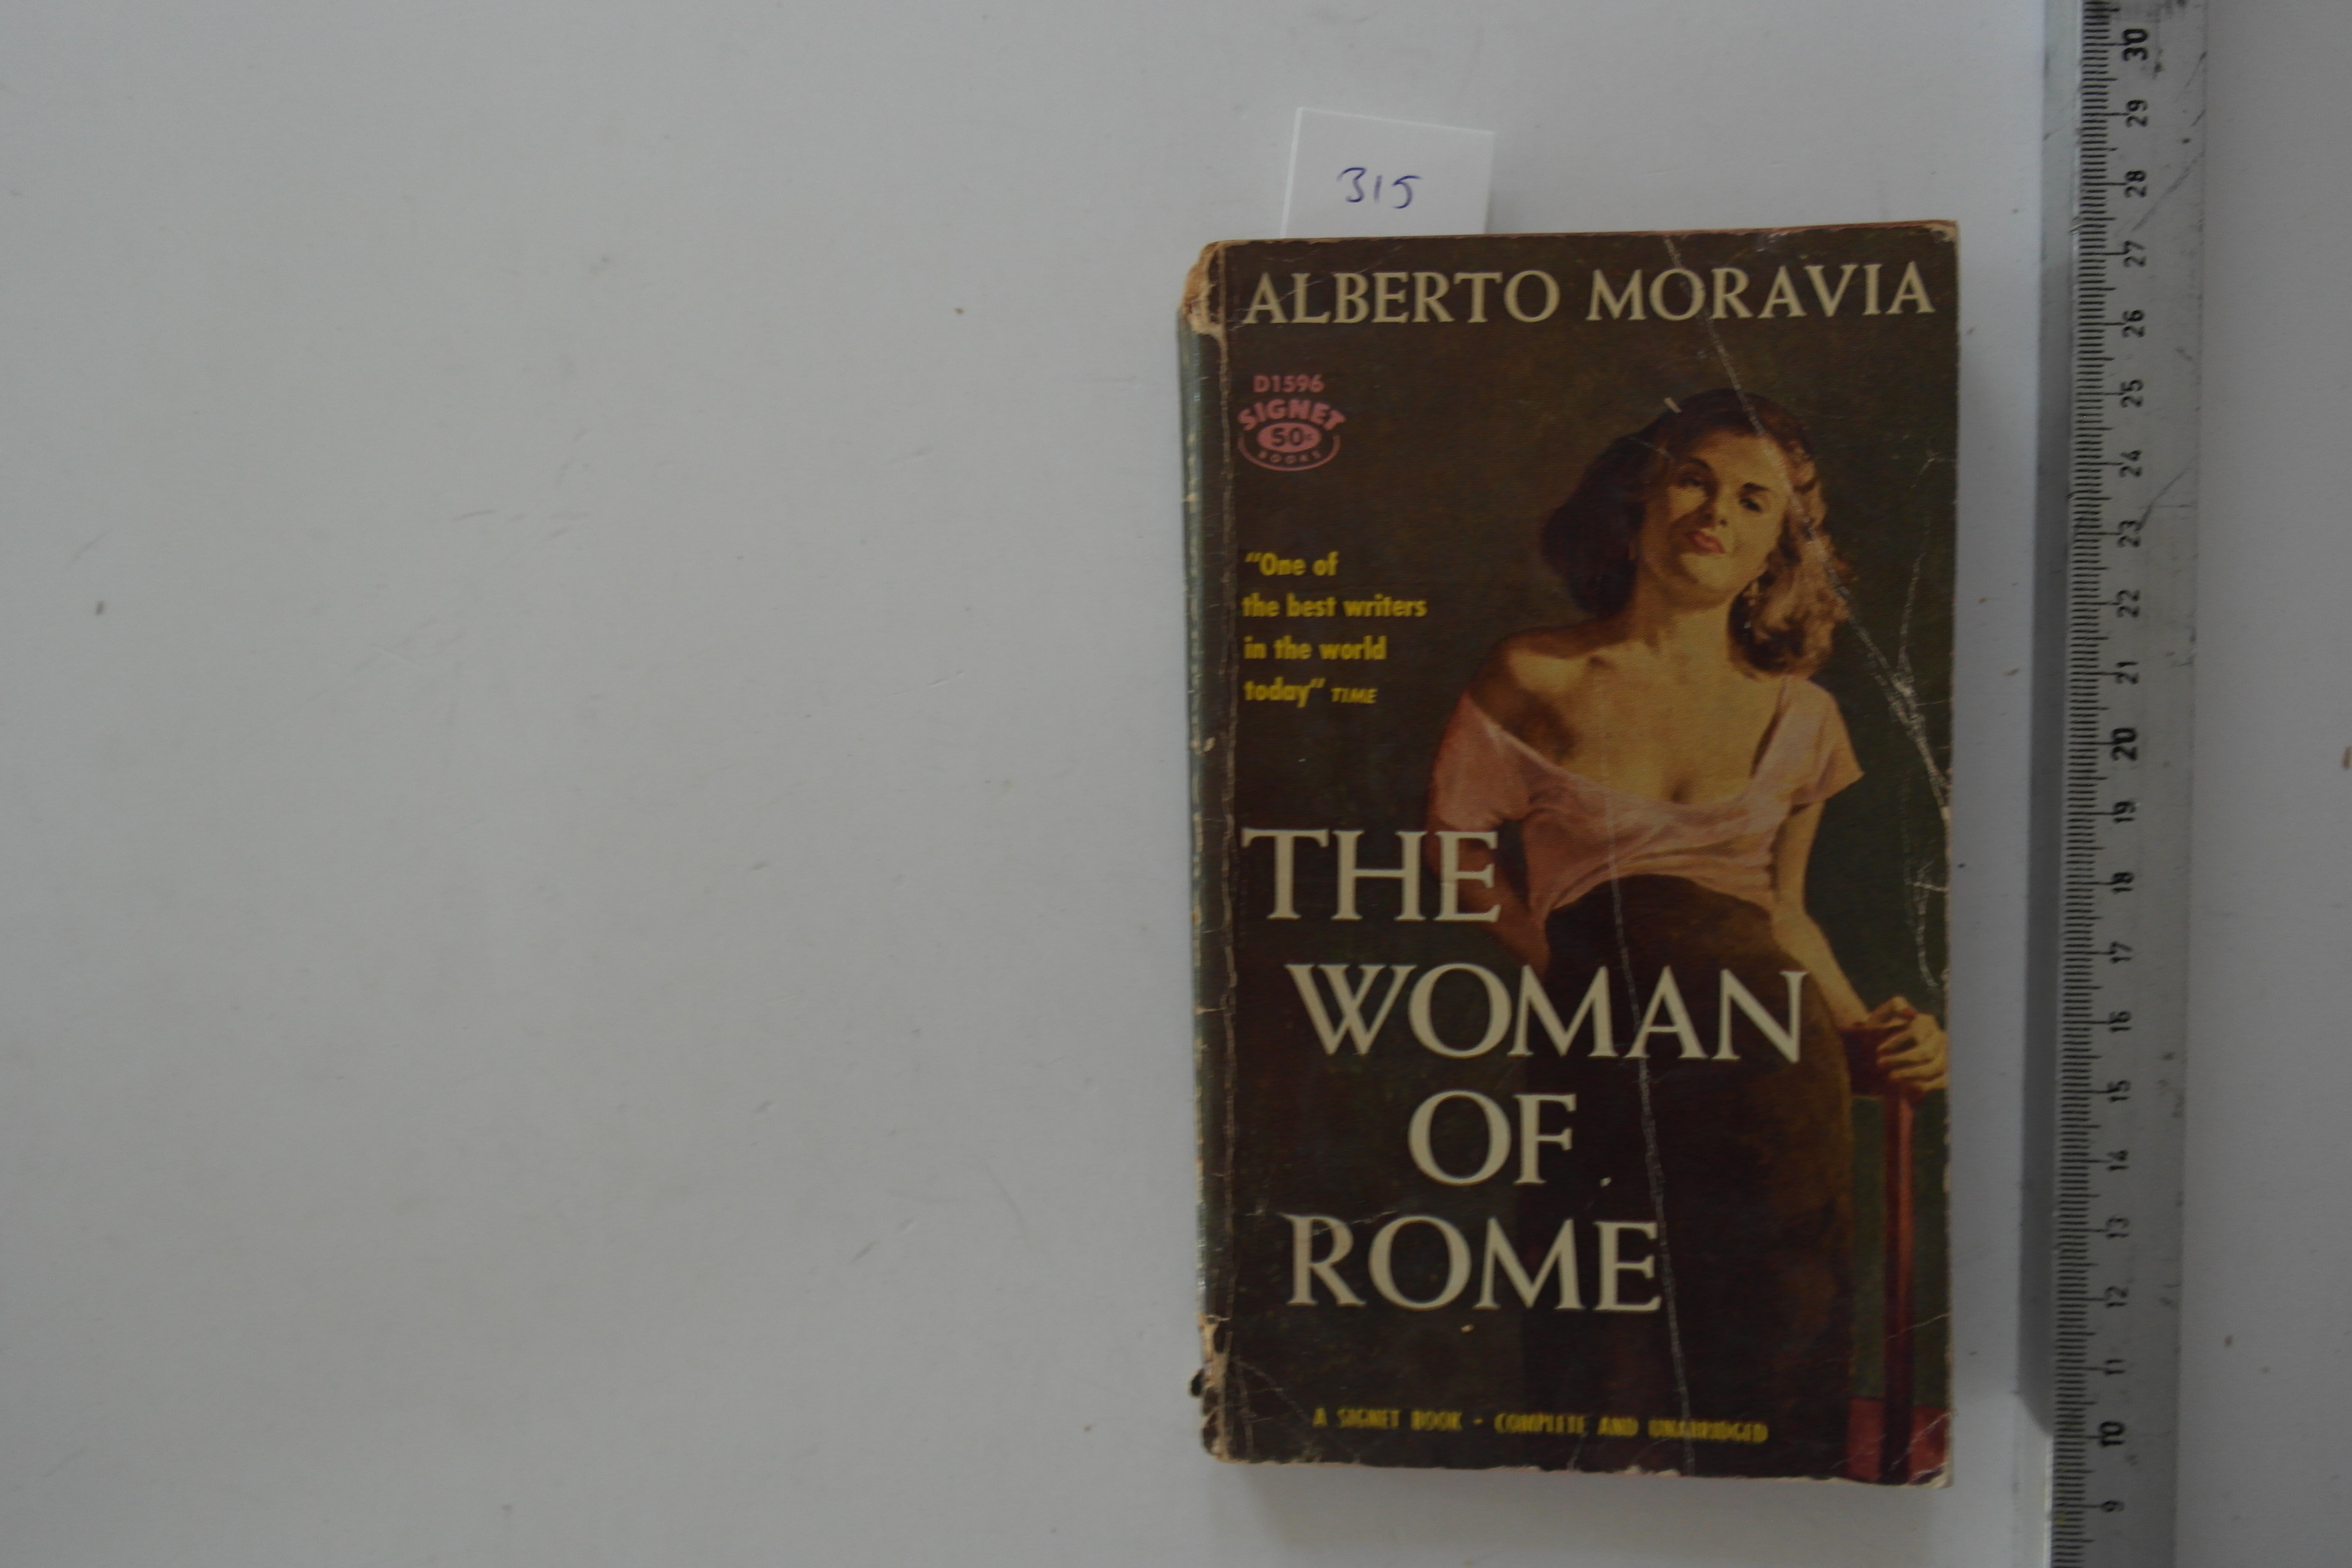 315
ALBERTO MORAVIA
D1596
SIGNET
50¢
BOOKS
"One of
the best writers
in the world
today" TIME
THE
WOMAN
OF
ROME
A SIGNET BOOK • COMPLETE AND UNABRIDGED
30
29
28
27
26
25
24
23
22
21
20
19
18
17
16
15
14
13
12
11
10
9